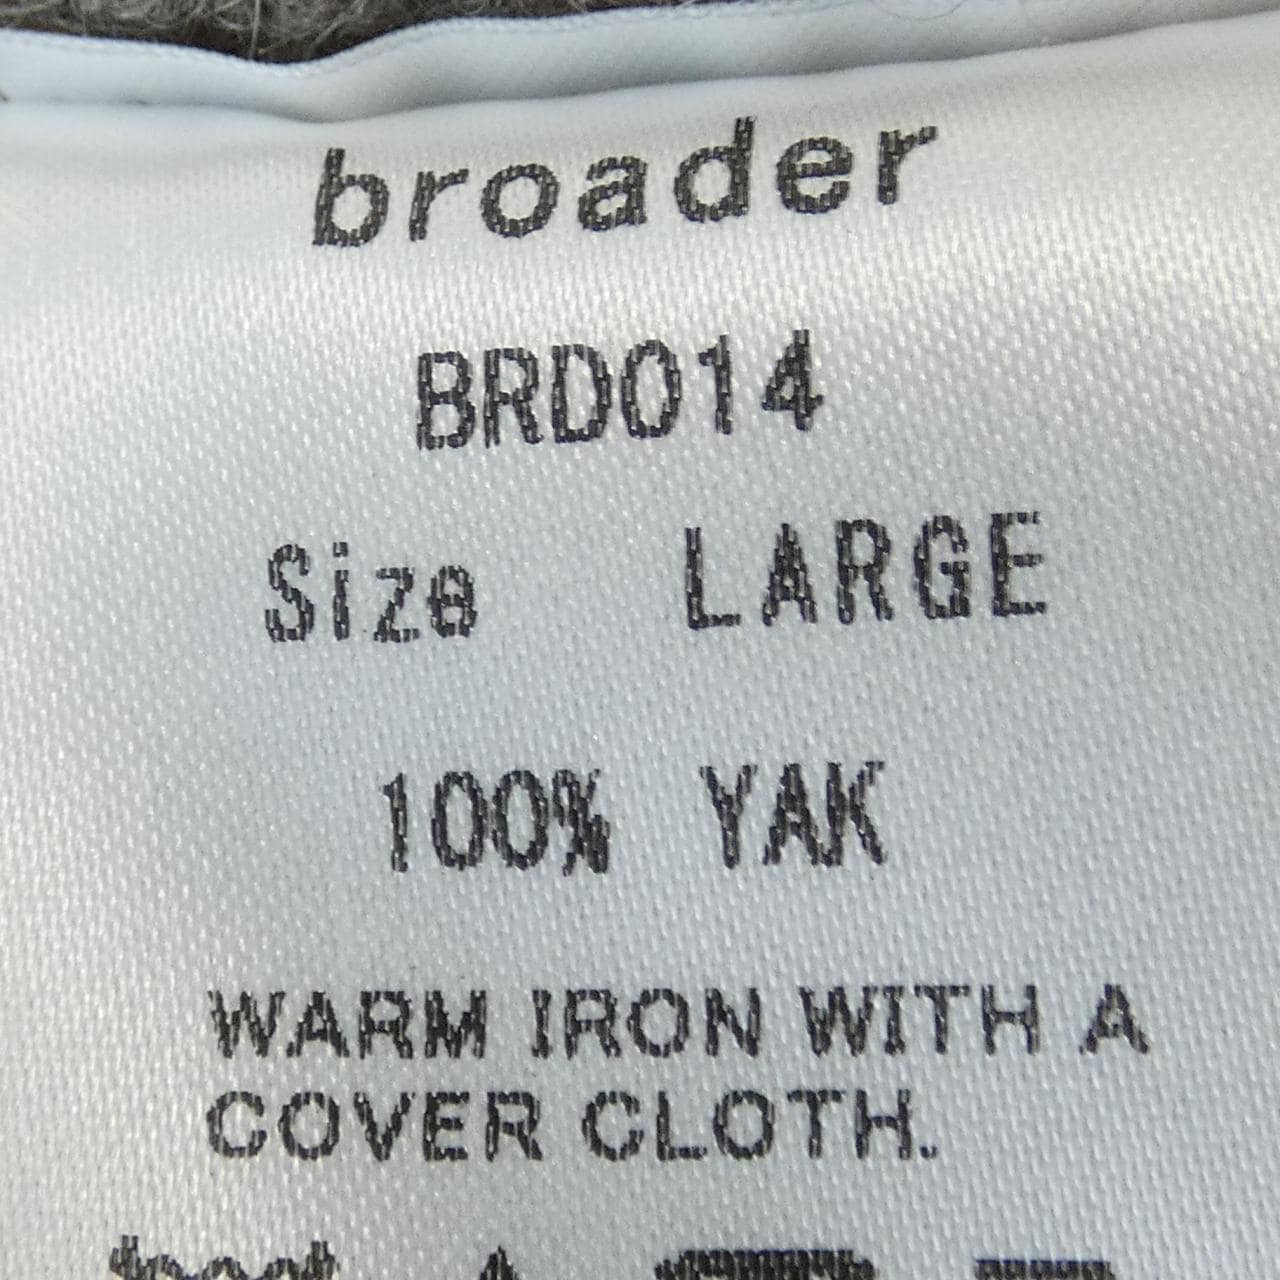 broader
BRD014
Size LARGE
100% YAK
WARM IRON WITH A
COVER CLOTH.